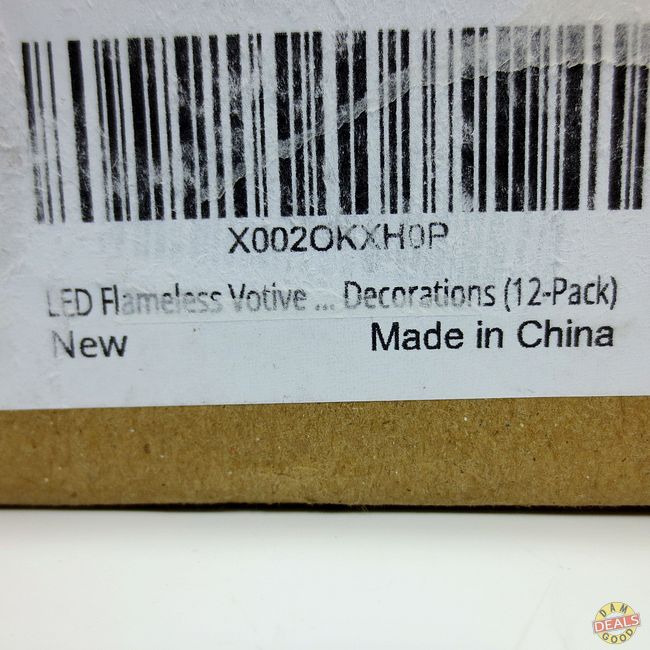 X002OKXH0P
LED Flameless Votive ... Decorations (12-Pack)
New
Made in China
DAM
DEALS
GOOD